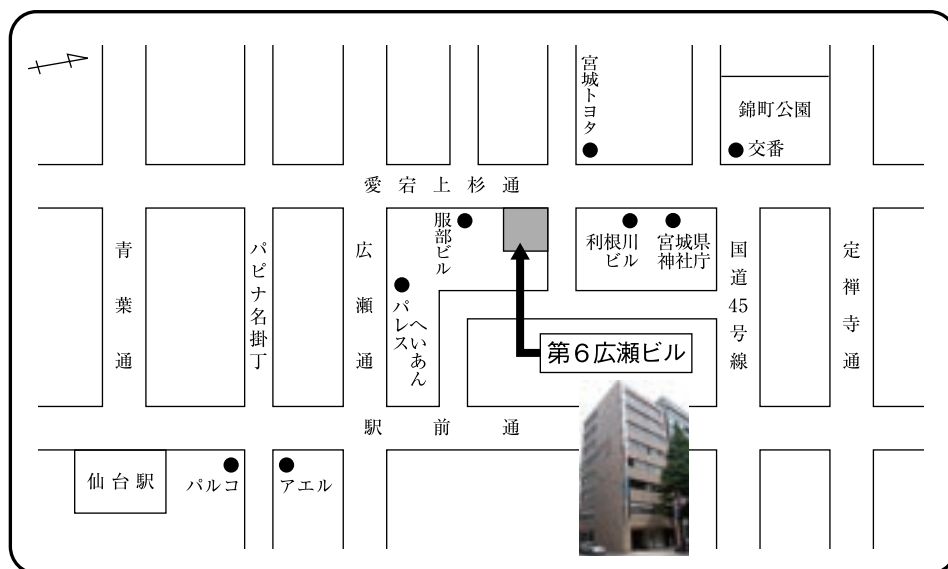 宮城トヨタ
錦町公園
交番
愛宕上杉通
青葉通
パピナ名掛丁
広瀬通
服部ビル
パレス
へいあん
利根川
ビル
宮城県
神社庁
国道45号線
定禅寺通
第6広瀬ビル
駅前通
仙台駅
パルコ
アエル